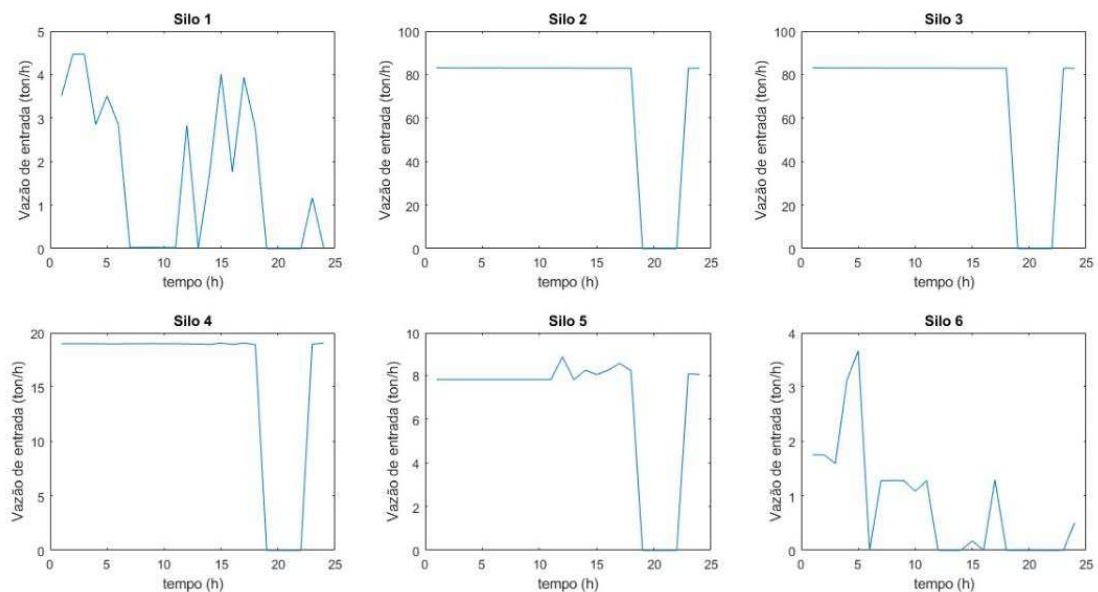 Silo 1
5
4
3
2
1
0
Vazão de entrada (ton/h)
0 5 10 15 20 25
tempo (h)
Silo 2
100
80
60
40
20
0
Vazão de entrada (ton/h)
0 5 10 15 20 25
tempo (h)
Silo 3
100
80
60
40
20
0
Vazão de entrada (ton/h)
0 5 10 15 20 25
tempo (h)
Silo 4
20
15
10
5
0
Vazão de entrada (ton/h)
0 5 10 15 20 25
tempo (h)
Silo 5
10
8
6
4
2
0
Vazão de entrada (ton/h)
0 5 10 15 20 25
tempo (h)
Silo 6
4
3
2
1
0
Vazão de entrada (ton/h)
0 5 10 15 20 25
tempo (h)